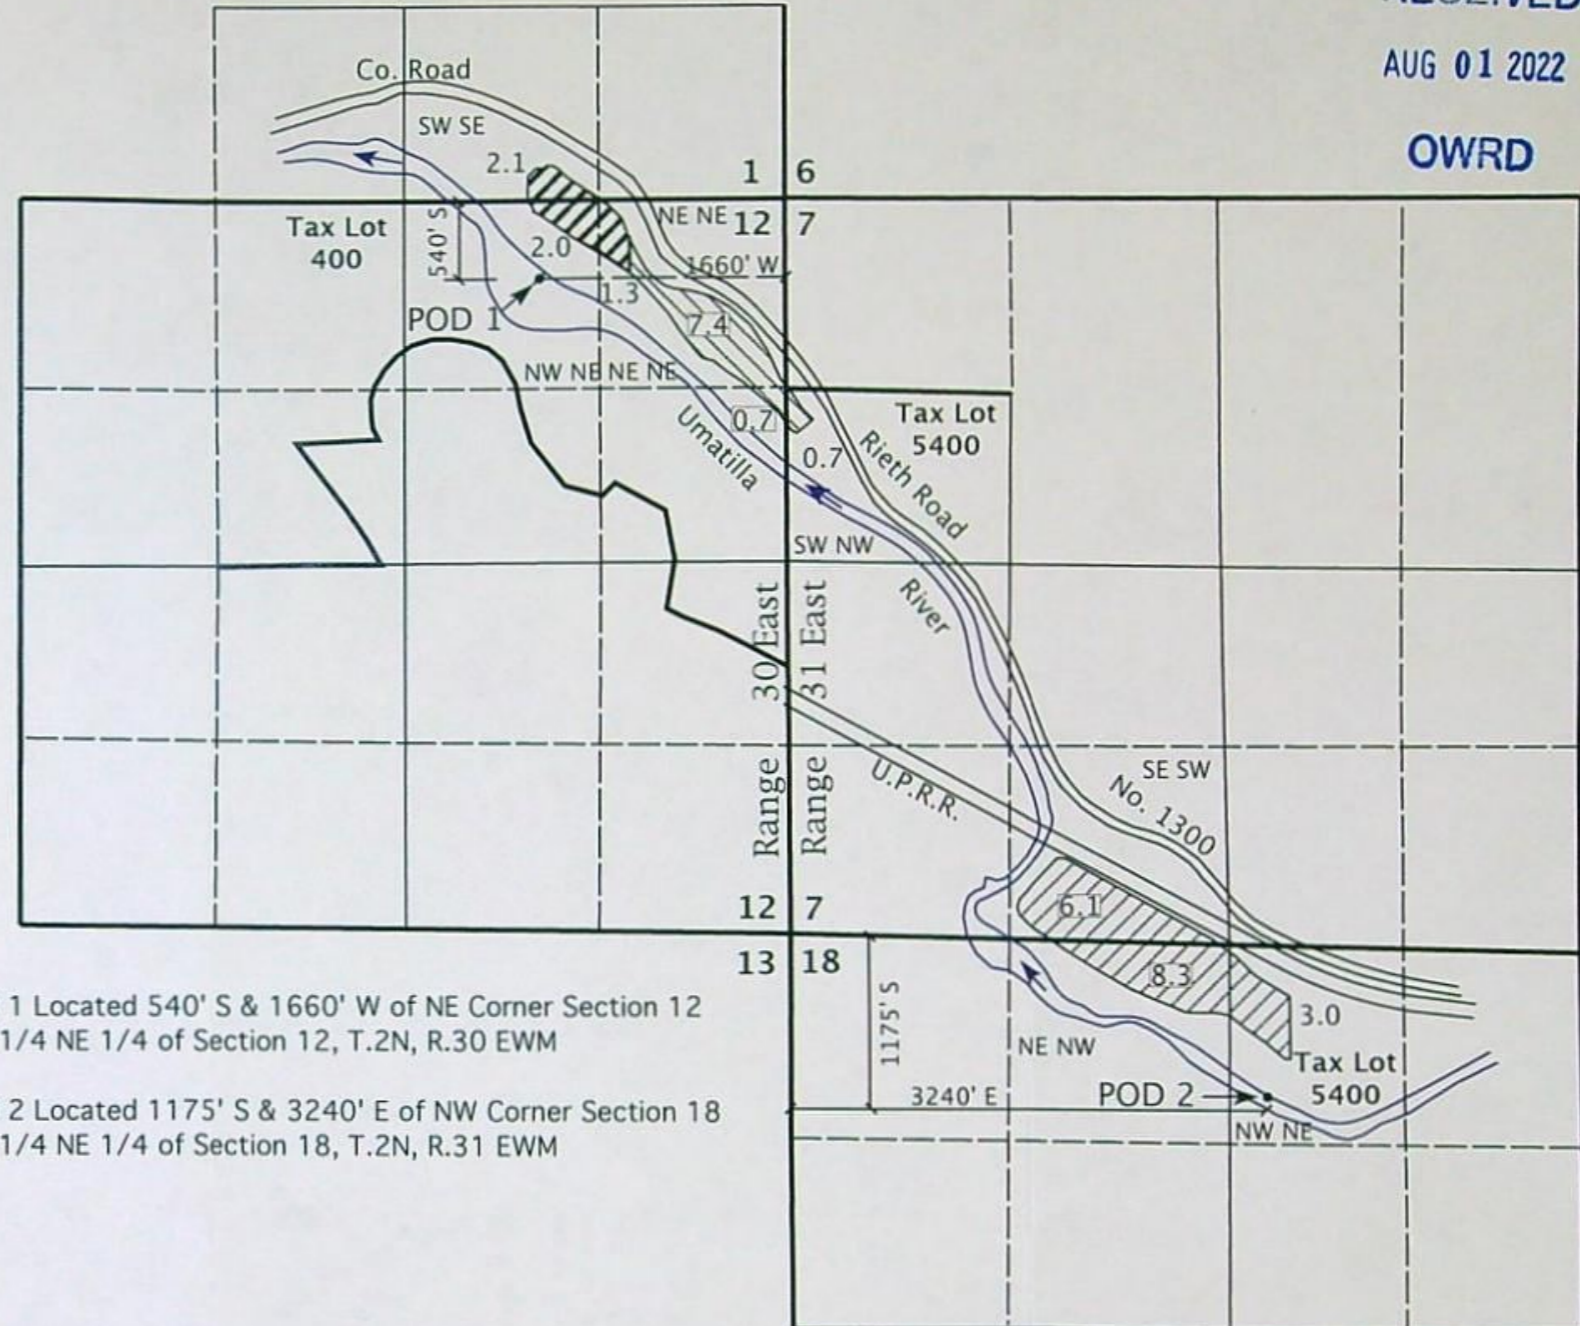 RECEIVED
AUG 01 2022
OWRD
Co. Road
SW SE
2.1
1 6
Tax Lot
400
540' S
2.0
NE NE
12 7
1660' W
1.3
POD 1
7.4
NW NE NE NE
0.7
Tax Lot
5400
Umatilla
0.7
Rieth Road
SW NW
River
Range 30 East
Range 31 East
U.P.R.R.
SE SW
No. 1300
6.1
12 7
13 18
8.3
3.0
1175' S
NE NW
Tax Lot
5400
3240' E
POD 2
NW NE
1 Located 540' S & 1660' W of NE Corner Section 12
1/4 NE 1/4 of Section 12, T.2N, R.30 EWM
2 Located 1175' S & 3240' E of NW Corner Section 18
1/4 NE 1/4 of Section 18, T.2N, R.31 EWM